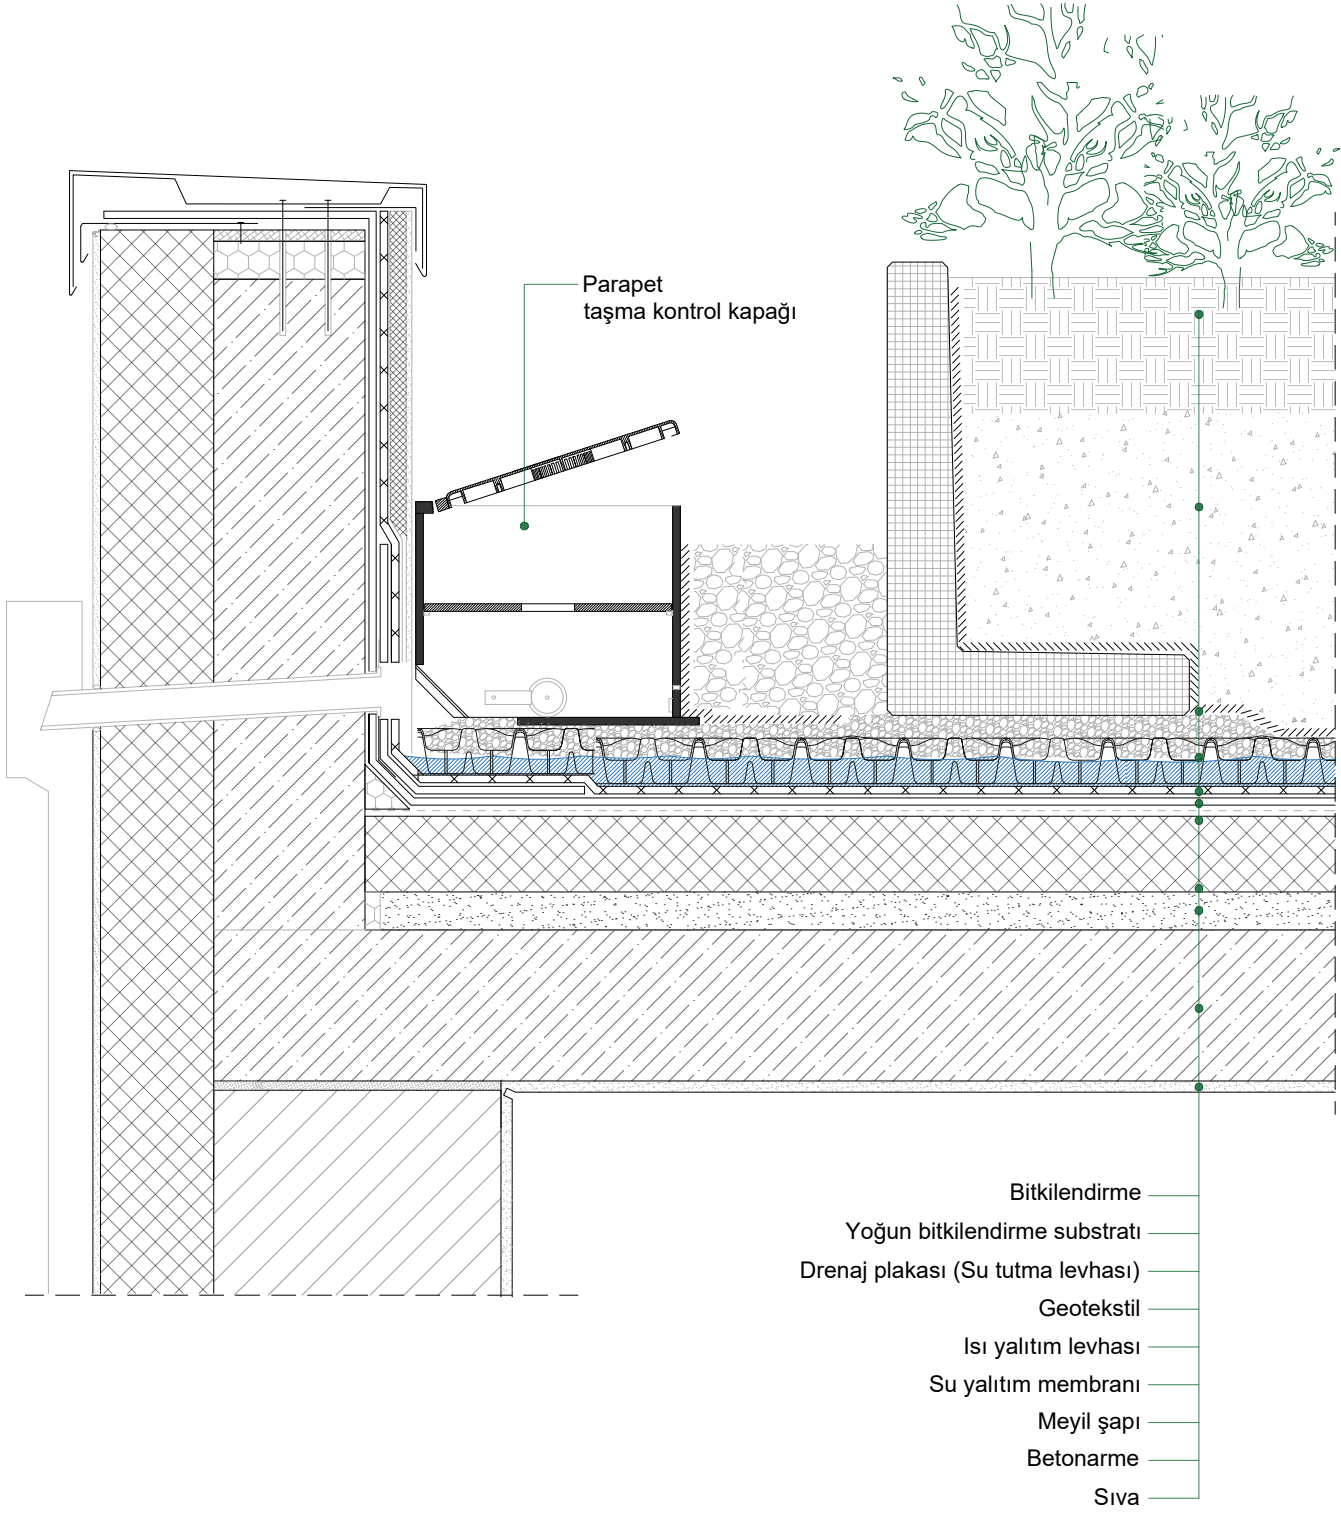 Parapet
taşma kontrol kapağı
Bitkilendirme
Yoğun bitkilendirme substratı
Drenaj plakası (Su tutma levhası)
Geotekstil
Isı yalıtım levhası
Su yalıtım membranı
Meyil şapı
Betonarme
Sıva